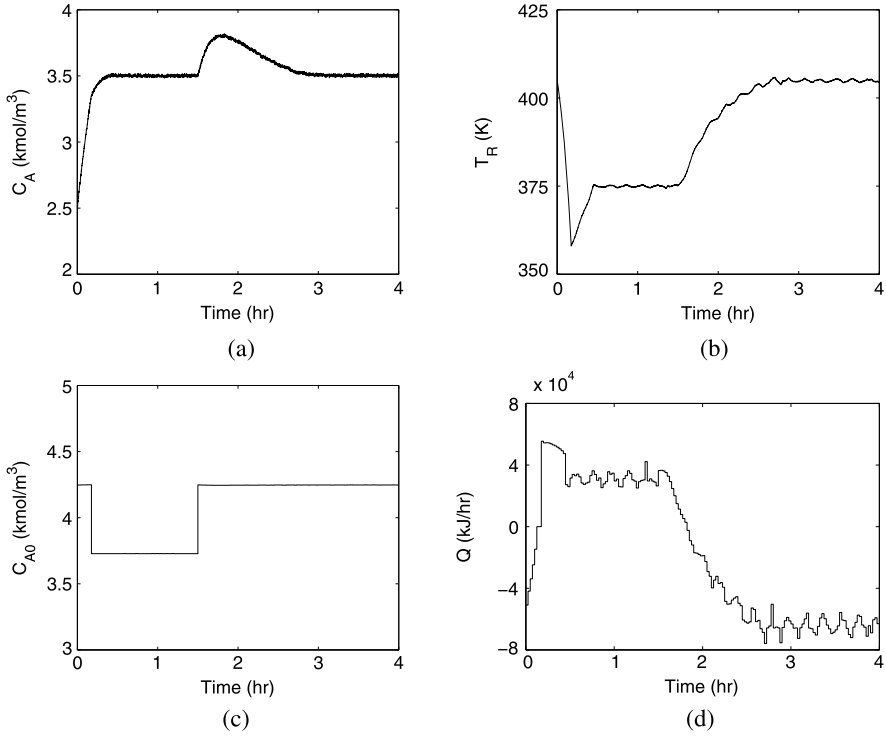 4
3.5
3
2.5
2
C_A (kmol/m^3)
0 1 2 3 4
Time (hr)
(a)
425
400
375
350
T_R (K)
0 1 2 3 4
Time (hr)
(b)
5
4.5
4
3.5
3
C_A0 (kmol/m^3)
0 1 2 3 4
Time (hr)
(c)
x 10^4
8
4
0
−4
−8
Q (kJ/hr)
0 1 2 3 4
Time (hr)
(d)